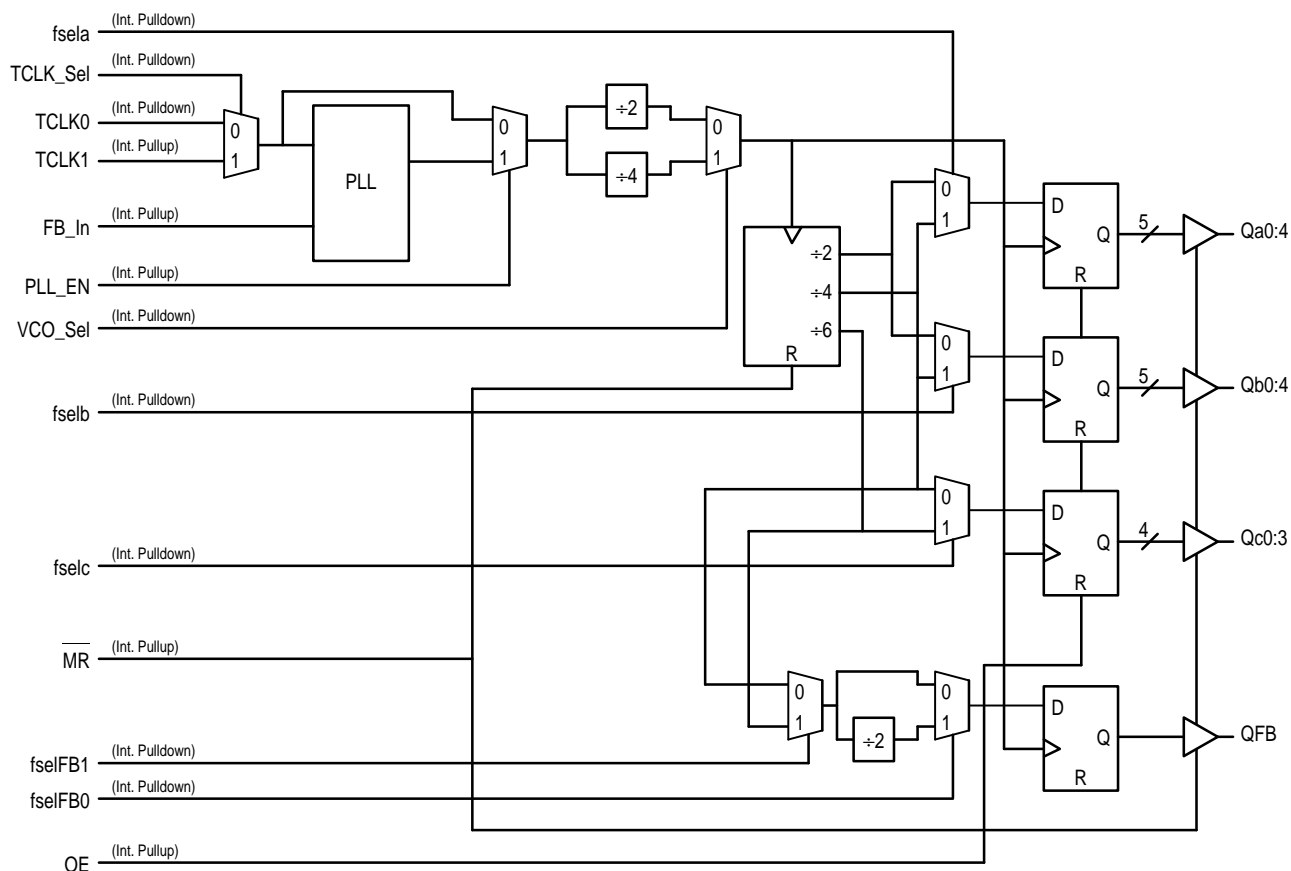 fsela (Int. Pulldown)
TCLK_Sel (Int. Pulldown)
TCLK0 (Int. Pulldown)
TCLK1 (Int. Pullup)
FB_In (Int. Pullup)
PLL_EN (Int. Pullup)
VCO_Sel (Int. Pulldown)
fselb (Int. Pulldown)
fselc (Int. Pulldown)
MR (Int. Pullup)
fselFB1 (Int. Pulldown)
fselFB0 (Int. Pulldown)
OE (Int. Pullup)
0
1
PLL
0
1
÷2
÷4
0
1
÷2
÷4
÷6
R
0
1
D
Q
R
5
Qa0:4
0
1
D
Q
R
5
Qb0:4
0
1
D
Q
R
4
Qc0:3
0
1
÷2
0
1
D
Q
R
QFB